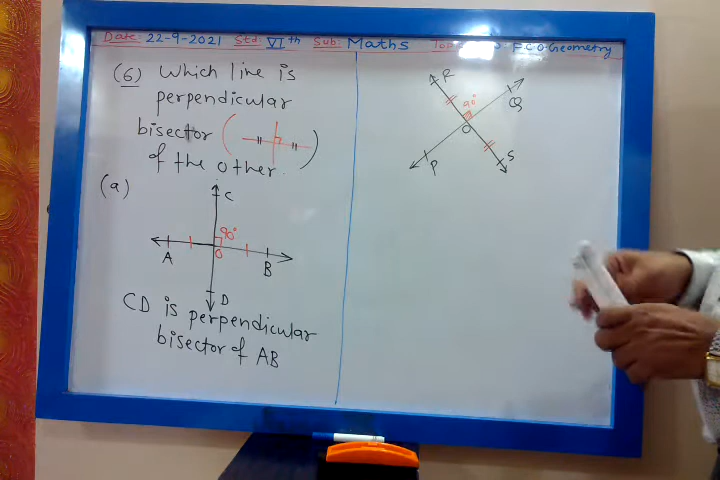 Date: 22-9-2021 Std: VIth Sub: Maths F.C.O. Geometry
(6) Which line is
perpendicular
bisector ( )
of the other.
(a)
C
90°
A O B
D
CD is perpendicular
bisector of AB
R
90°
Q
O
P S